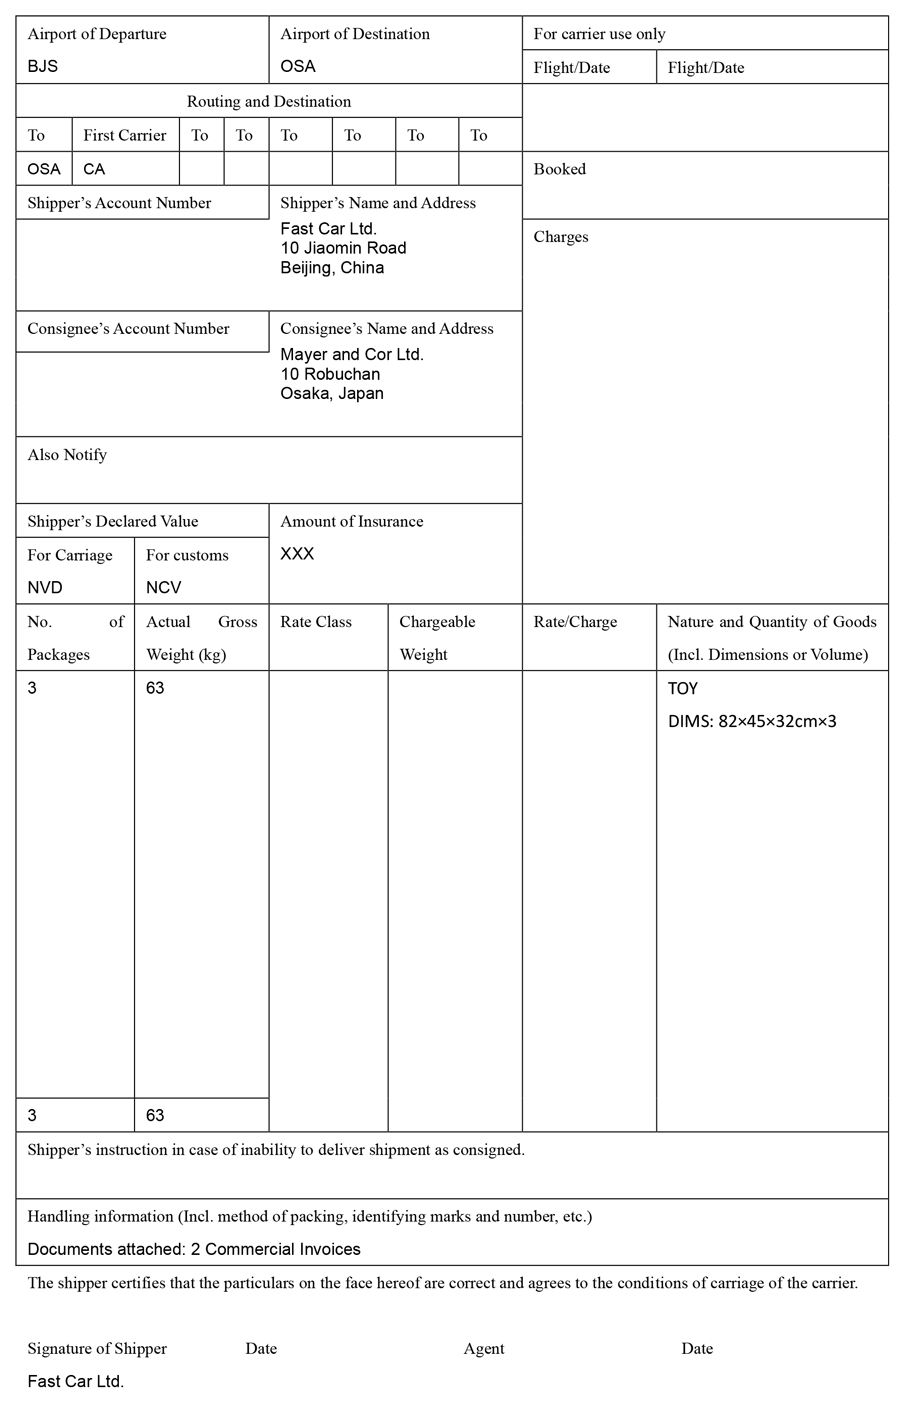 Airport of Departure
BJS
Airport of Destination
OSA
For carrier use only
Flight/Date
Flight/Date
Routing and Destination
To
First Carrier
To
To
To
To
To
To
OSA
CA
Booked
Shipper’s Account Number
Shipper’s Name and Address
Fast Car Ltd.
10 Jiaomin Road
Beijing, China
Charges
Consignee’s Account Number
Consignee’s Name and Address
Mayer and Cor Ltd.
10 Robuchan
Osaka, Japan
Also Notify
Shipper’s Declared Value
For Carriage
NVD
For customs
NCV
Amount of Insurance
XXX
No. of
Packages
Actual Gross
Weight (kg)
Rate Class
Chargeable
Weight
Rate/Charge
Nature and Quantity of Goods
(Incl. Dimensions or Volume)
3
63
TOY
DIMS: 82×45×32cm×3
3
63
Shipper’s instruction in case of inability to deliver shipment as consigned.
Handling information (Incl. method of packing, identifying marks and number, etc.)
Documents attached: 2 Commercial Invoices
The shipper certifies that the particulars on the face hereof are correct and agrees to the conditions of carriage of the carrier.
Signature of Shipper
Date
Agent
Date
Fast Car Ltd.